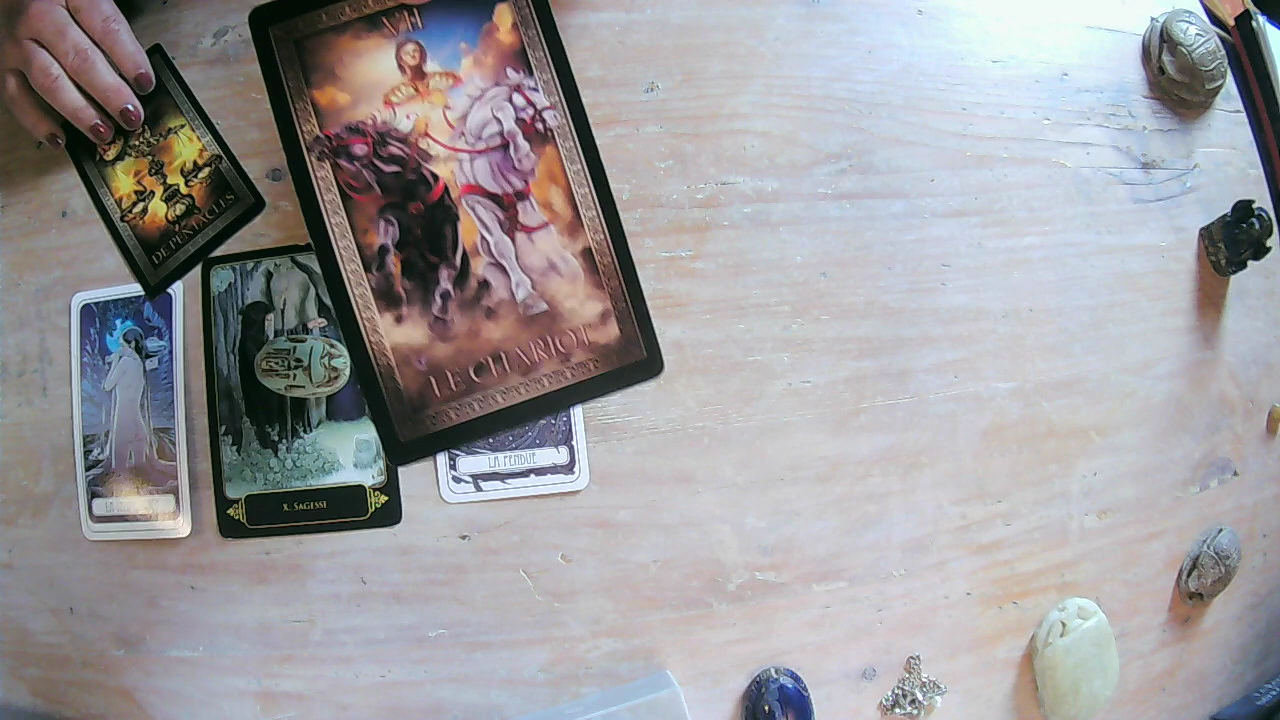 VII
LE CHARIOT
DE PENTACLES
X. SAGESSE
LA PENDUE